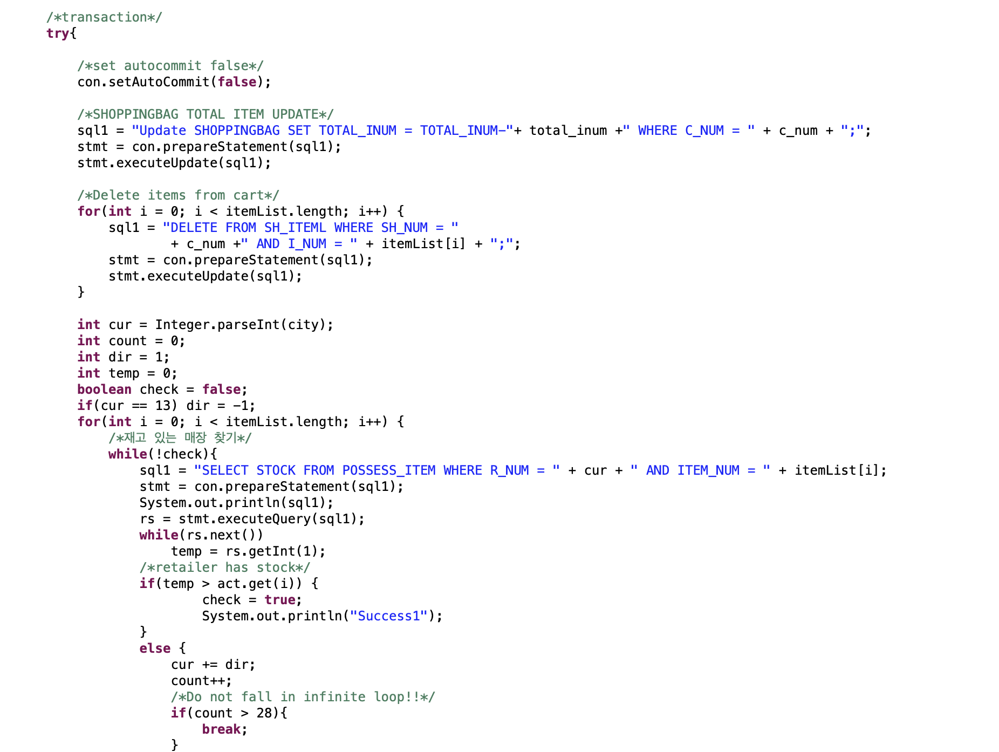 /*transaction*/
try{
/*set autocommit false*/
con.setAutoCommit(false);
/*SHOPPINGBAG TOTAL ITEM UPDATE*/
sql1 = "Update SHOPPINGBAG SET TOTAL_INUM = TOTAL_INUM-"+ total_inum +" WHERE C_NUM = " + c_num + ";";
stmt = con.prepareStatement(sql1);
stmt.executeUpdate(sql1);
/*Delete items from cart*/
for(int i = 0; i < itemList.length; i++) {
sql1 = "DELETE FROM SH_ITEML WHERE SH_NUM = "
+ c_num +" AND I_NUM = " + itemList[i] + ";";
stmt = con.prepareStatement(sql1);
stmt.executeUpdate(sql1);
}
int cur = Integer.parseInt(city);
int count = 0;
int dir = 1;
int temp = 0;
boolean check = false;
if(cur == 13) dir = -1;
for(int i = 0; i < itemList.length; i++) {
/*재고 있는 매장 찾기*/
while(!check){
sql1 = "SELECT STOCK FROM POSSESS_ITEM WHERE R_NUM = " + cur + " AND ITEM_NUM = " + itemList[i];
stmt = con.prepareStatement(sql1);
System.out.println(sql1);
rs = stmt.executeQuery(sql1);
while(rs.next())
temp = rs.getInt(1);
/*retailer has stock*/
if(temp > act.get(i)) {
check = true;
System.out.println("Success1");
}
else {
cur += dir;
count++;
/*Do not fall in infinite loop!!*/
if(count > 28){
break;
}